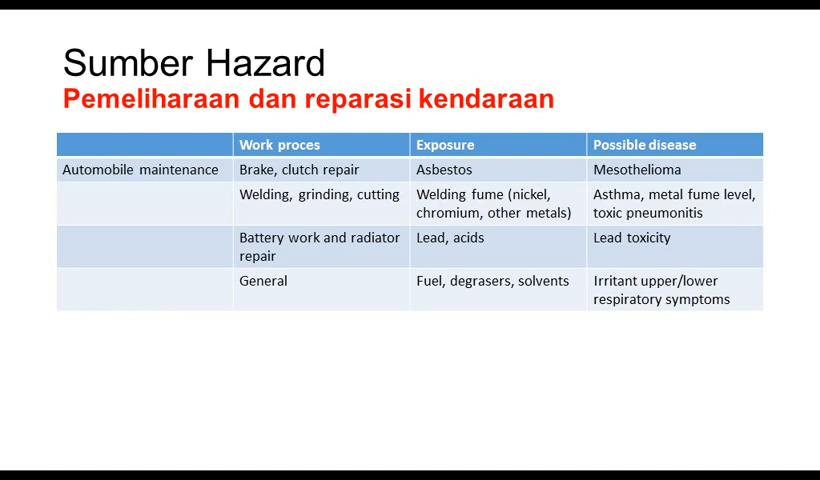 Sumber Hazard
Pemeliharaan dan reparasi kendaraan
Work proces Exposure Possible disease
Automobile maintenance Brake, clutch repair Asbestos Mesothelioma
Welding, grinding, cutting Welding fume (nickel, Asthma, metal fume level,
chromium, other metals) toxic pneumonitis
Battery work and radiator Lead, acids Lead toxicity
repair
General Fuel, degrasers, solvents Irritant upper/lower
respiratory symptoms